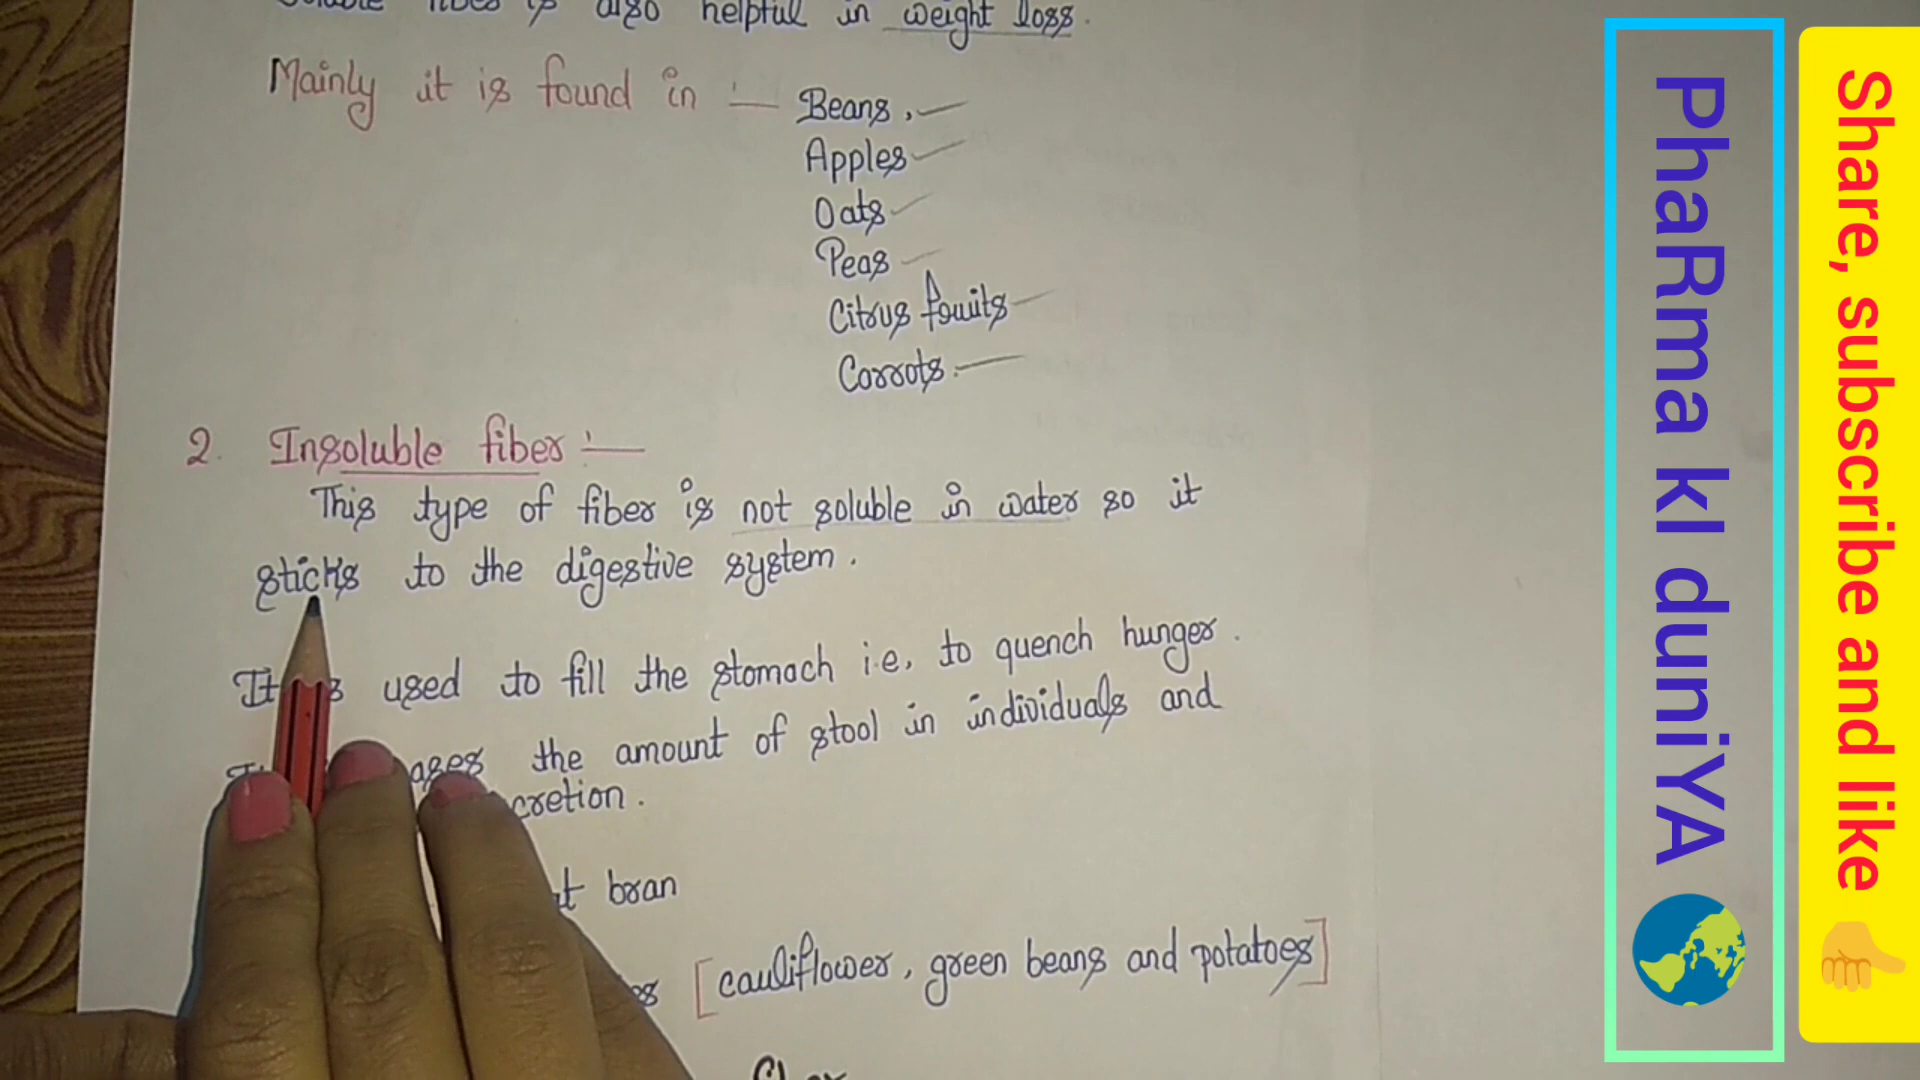 is also helpful in weight loss.
Mainly it is found in :- Beans,
Apples
Oats
Peas
Citrus fruits
Carrots.
2. Insoluble fiber :-
This type of fiber is not soluble in water so it
sticks to the digestive system.
It used to fill the stomach i.e, to quench hunger.
the amount of stool in individuals and
bran
[cauliflower, green beans and potatoes]
PhaRma kI duniYA
Share, subscribe and like